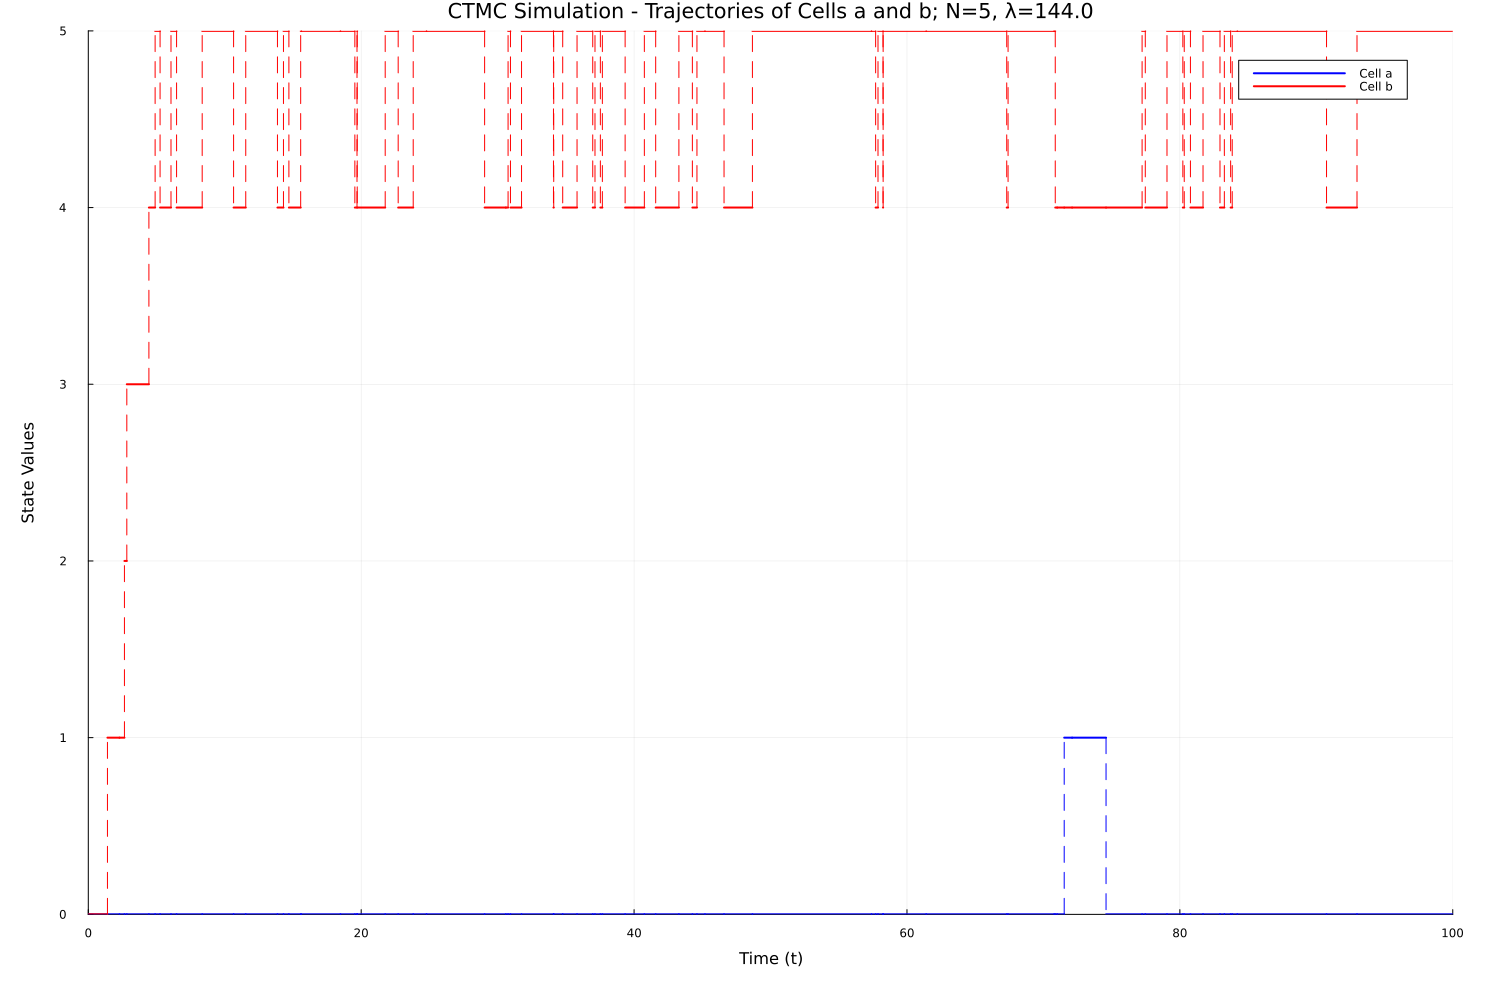 CTMC Simulation - Trajectories of Cells a and b; N=5, λ=144.0
5
Cell a
Cell b
4
3
State Values
2
1
0
0 20 40 60 80 100
Time (t)